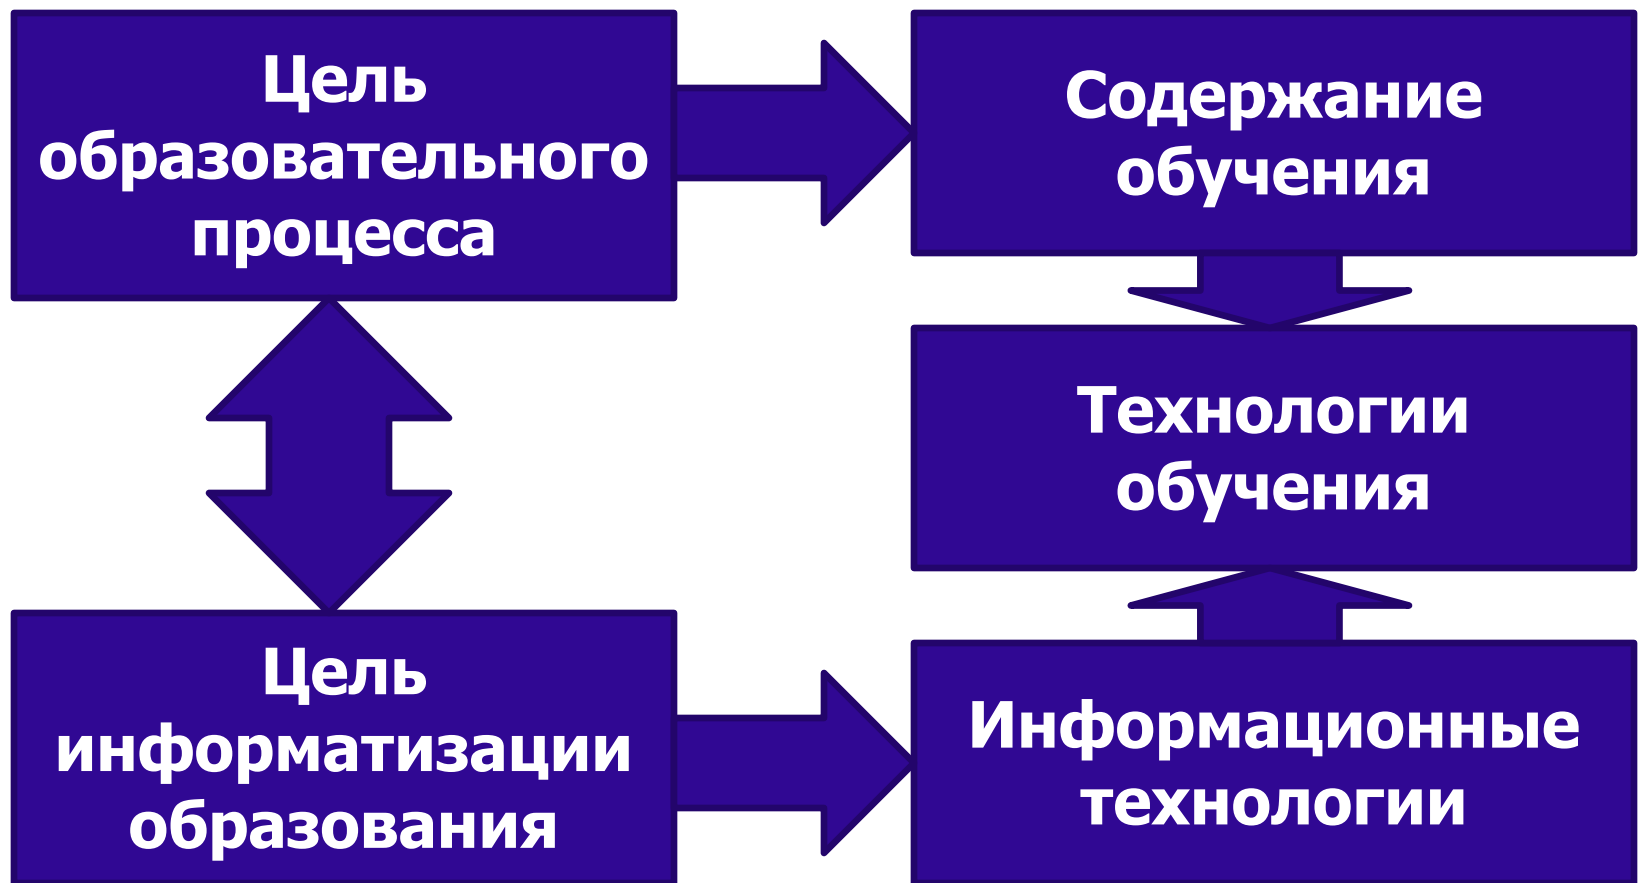 Цель
образовательного
процесса
Содержание
обучения
Технологии
обучения
Цель
информатизации
образования
Информационные
технологии